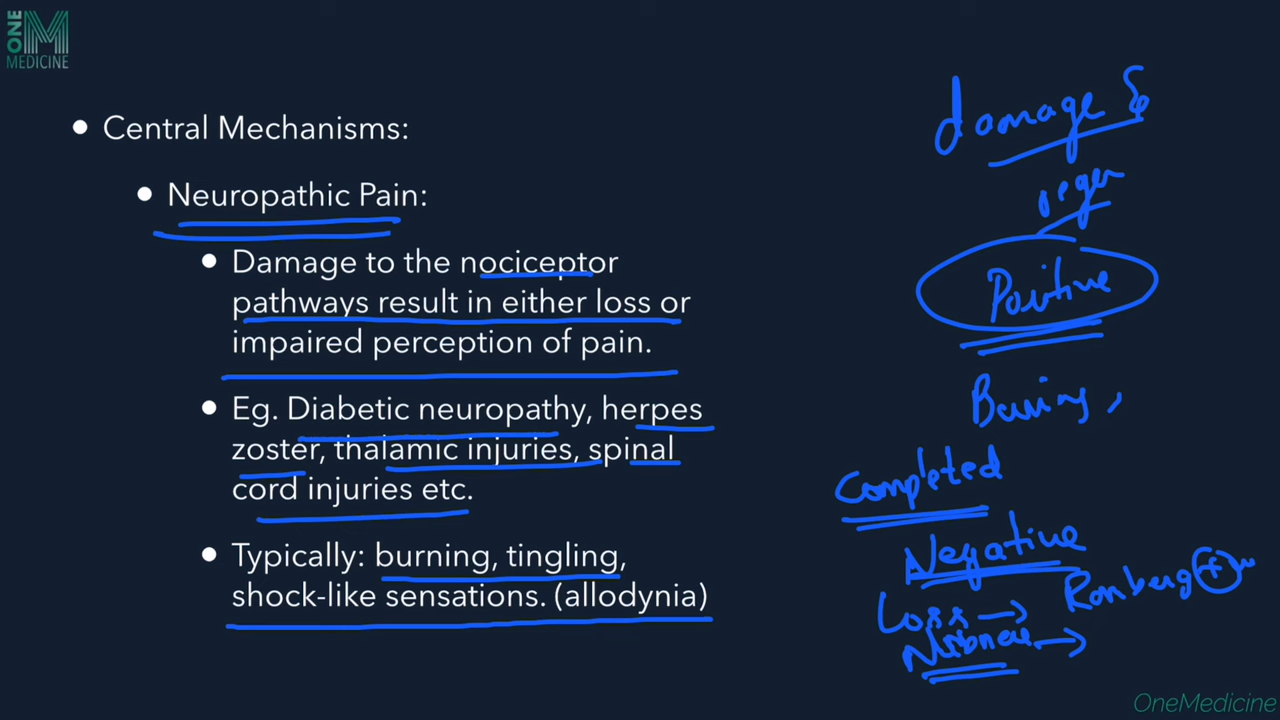 ONE
M
MEDICINE
• Central Mechanisms:
• Neuropathic Pain:
• Damage to the nociceptor
pathways result in either loss or
impaired perception of pain.
• Eg. Diabetic neuropathy, herpes
zoster, thalamic injuries, spinal
cord injuries etc.
• Typically: burning, tingling,
shock-like sensations. (allodynia)
damage &
regen
Positive
Completed
Negative
Loss → Romberg +ve
→
OneMedicine